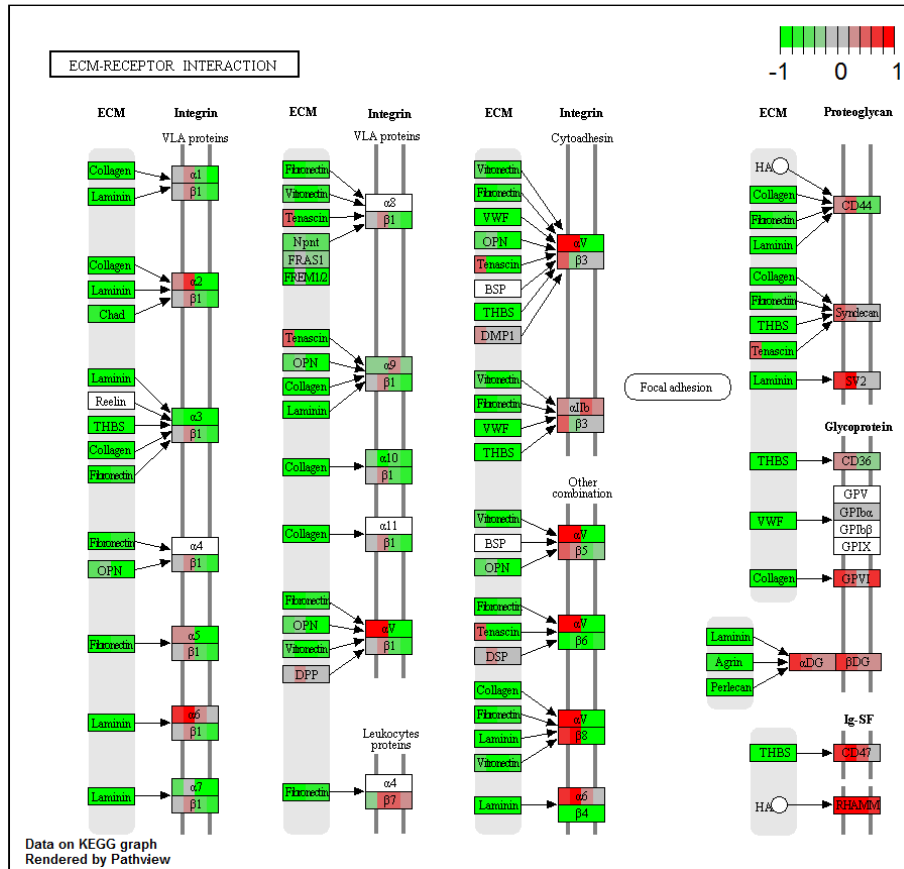 ECM-RECEPTOR INTERACTION
-1 0 1
ECM Integrin
VLA proteins
Collagen
Laminin
α1
β1
Collagen
Laminin
Chad
α2
β1
Laminin
Reelin
THBS
Collagen
Fibronectin
α3
β1
Fibronectin
OPN
α4
β1
Fibronectin
α5
β1
Laminin
α6
β1
Laminin
α7
β1
ECM Integrin
VLA proteins
Fibronectin
Vitronectin
Tenascin
Npnt
FRAS1
FREM1/2
α8
β1
Tenascin
OPN
Collagen
Laminin
α9
β1
Collagen
α10
β1
Collagen
α11
β1
Fibronectin
OPN
Vitronectin
DPP
αV
β1
Leukocytes
proteins
Fibronectin
α4
β7
ECM Integrin
Cytoadhesin
Vitronectin
Fibronectin
VWF
OPN
Tenascin
BSP
THBS
DMP1
αV
β3
Vitronectin
Fibronectin
VWF
THBS
αIIb
β3
Other
combination
Vitronectin
BSP
OPN
αV
β5
Fibronectin
Tenascin
DSP
αV
β6
Collagen
Fibronectin
Laminin
Vitronectin
αV
β8
Laminin
α6
β4
Focal adhesion
ECM Proteoglycan
HA
Collagen
Fibronectin
Laminin
CD44
Collagen
Fibronectin
THBS
Tenascin
Syndecan
Laminin
SV2
Glycoprotein
THBS
CD36
VWF
GPV
GPIbα
GPIbβ
GPIX
Collagen
GPVI
Laminin
Agrin
Perlecan
αDG
βDG
Ig-SF
THBS
CD47
HA
RHAMM
Data on KEGG graph
Rendered by Pathview